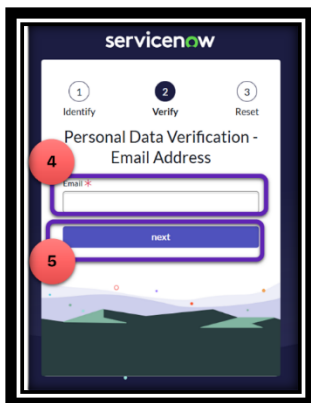 servicenow
1
2
3
Identify
Verify
Reset
Personal Data Verification -
Email Address
4
Email *
next
5